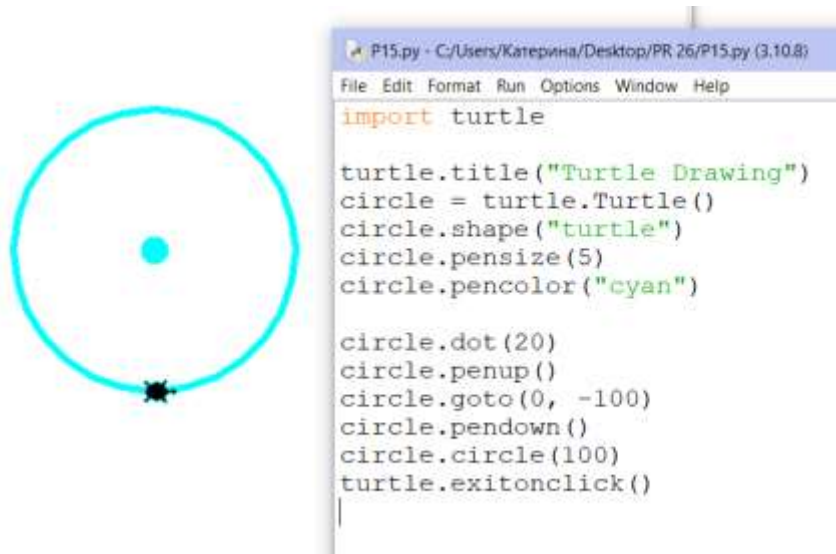 P15.py - C:/Users/Катерина/Desktop/PR 26/P15.py (3.10.8)
File Edit Format Run Options Window Help
import turtle
turtle.title("Turtle Drawing")
circle = turtle.Turtle()
circle.shape("turtle")
circle.pensize(5)
circle.pencolor("cyan")
circle.dot(20)
circle.penup()
circle.goto(0, -100)
circle.pendown()
circle.circle(100)
turtle.exitonclick()